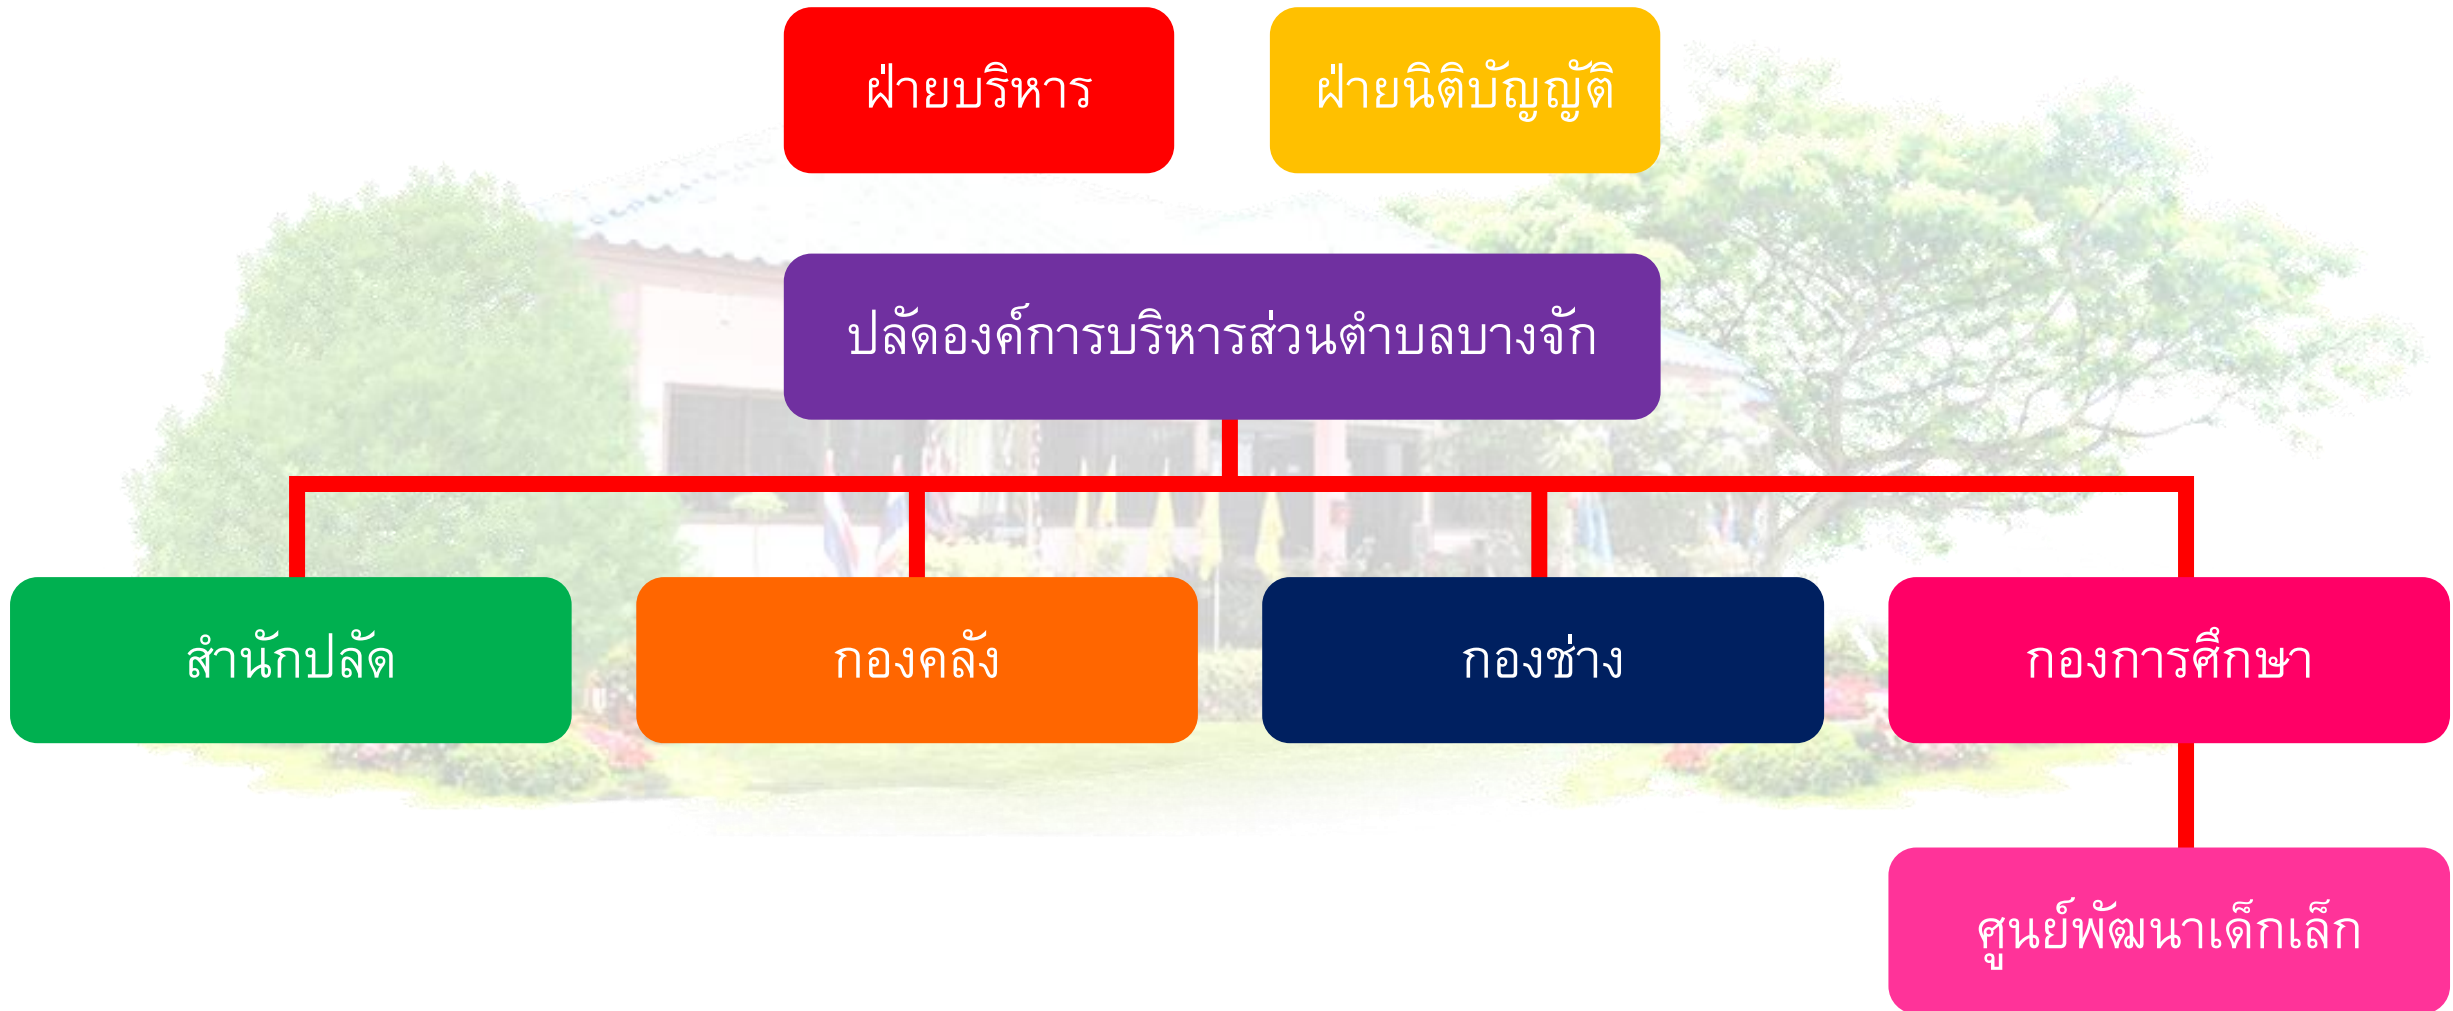 ฝ่ายบริหาร
ฝ่ายนิติบัญญัติ
ปลัดองค์การบริหารส่วนตำบลบางจัก
สำนักปลัด
กองคลัง
กองช่าง
กองการศึกษา
ศูนย์พัฒนาเด็กเล็ก